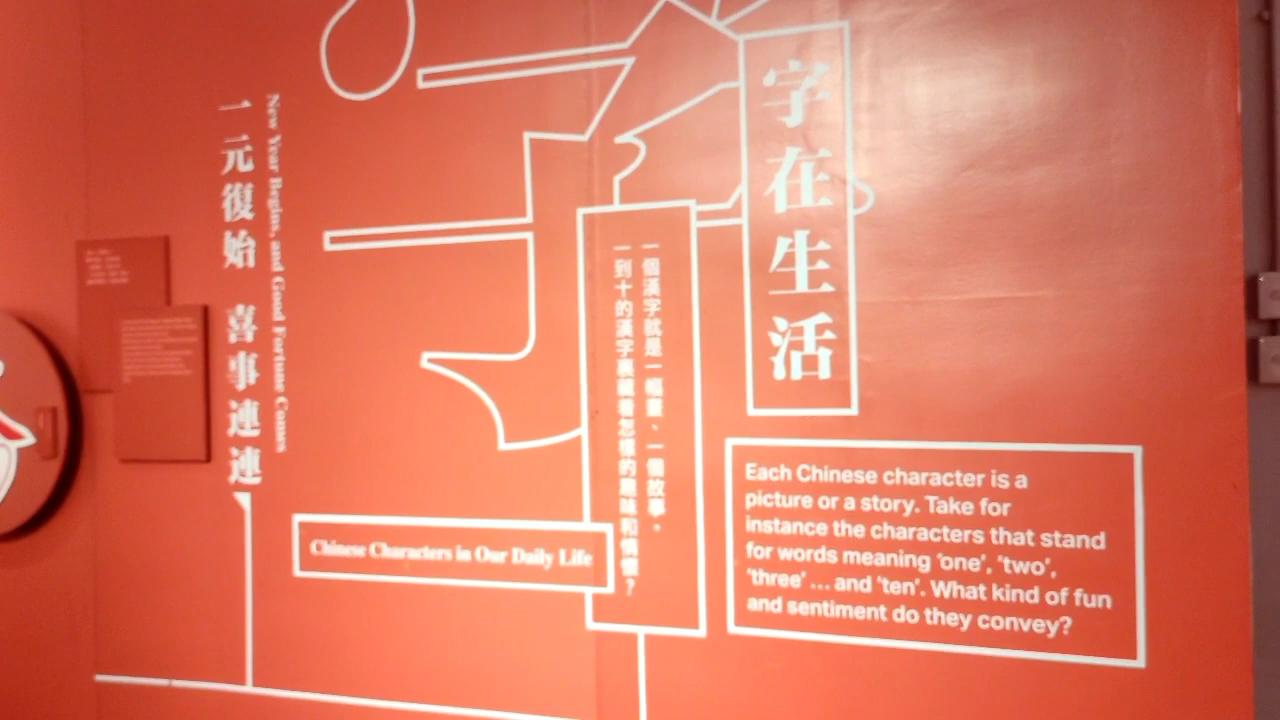 字在生活
一個漢字就是一幅畫、一個故事。
一到十的漢字裏藏着怎樣的趣味和情懷?
Chinese Characters in Our Daily Life
Each Chinese character is a
picture or a story. Take for
instance the characters that stand
for words meaning ‘one’, ‘two’,
‘three’ ... and ‘ten’. What kind of fun
and sentiment do they convey?
New Year Begins, and Good Fortune Comes
一元復始 喜事連連